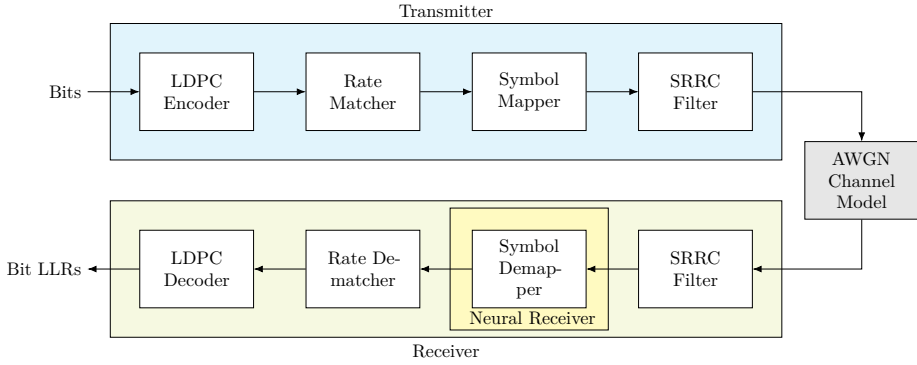 Transmitter
Bits
LDPC
Encoder
Rate
Matcher
Symbol
Mapper
SRRC
Filter
AWGN
Channel
Model
Bit LLRs
LDPC
Decoder
Rate De-
matcher
Symbol
Demap-
per
SRRC
Filter
Neural Receiver
Receiver